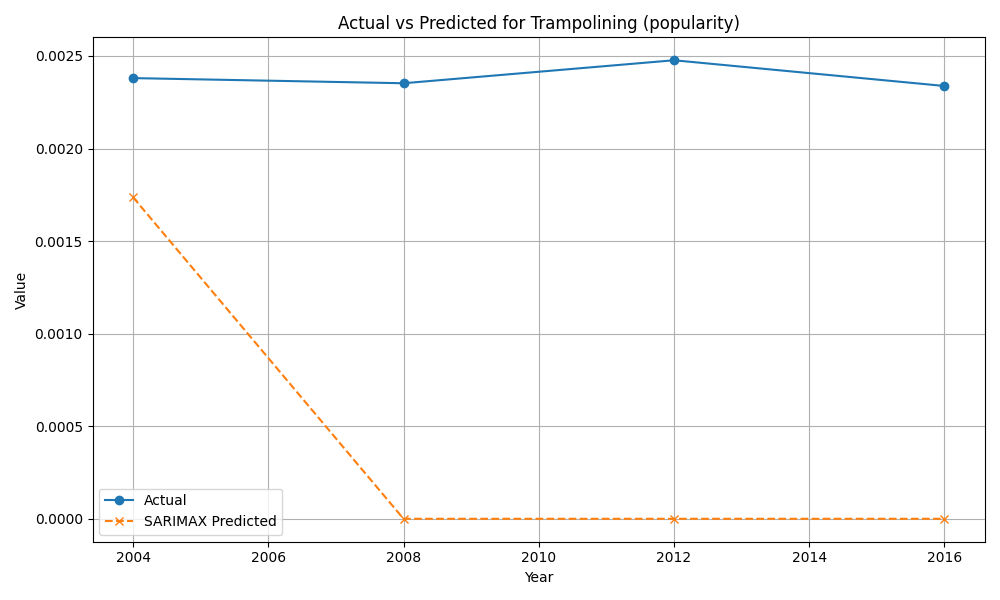 Actual vs Predicted for Trampolining (popularity)
Value
0.0025
0.0020
0.0015
0.0010
0.0005
0.0000
Actual
SARIMAX Predicted
2004 2006 2008 2010 2012 2014 2016
Year